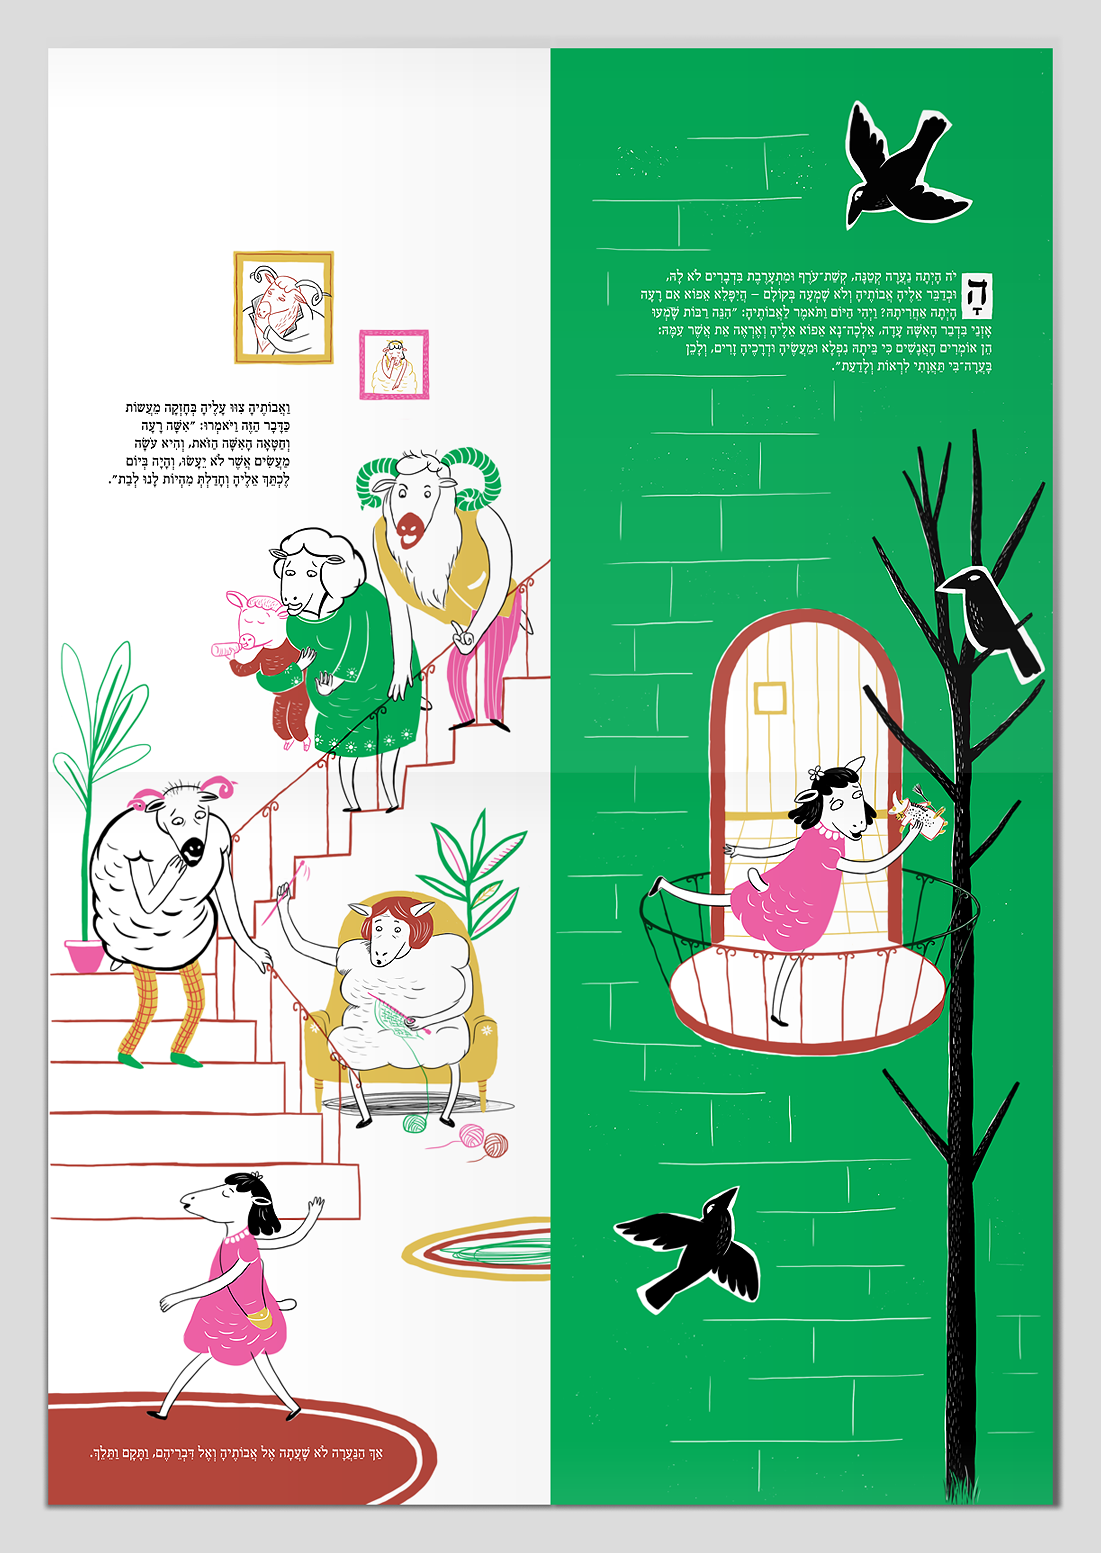 הָיֹה הָיְתָה נַעֲרָה קְטַנָּה, קְשַׁת־עֹרֶף וּמִתְעָרֶבֶת בִּדְבָרִים לֹא לָהּ,
וּבְדַבֵּר אֵלֶיהָ אֲבוֹתֶיהָ וְלֹא שָׁמְעָה בְּקוֹלָם – הֲיִפָּלֵא אֵפוֹא אִם רָעָה
הָיְתָה אַחֲרִיתָהּ? וַיְהִי הַיּוֹם וַתֹּאמֶר לַאֲבוֹתֶיהָ: ״הִנֵּה רַבּוֹת שָׁמְעוּ
אָזְנַי בִּדְבַר הָאִשָּׁה עָדָה, אֵלְכָה־נָּא אֵפוֹא אֵלֶיהָ וְאֶרְאֶה אֵת אֲשֶׁר עִמָּהּ:
הֵן אוֹמְרִים הָאֲנָשִׁים כִּי בֵיתָהּ נִפְלָא וּמַעֲשֶׂיהָ וּדְרָכֶיהָ זָרִים, וְלָכֵן
בָּעֲרָה־בִּי תַּאֲוָתִי לִרְאוֹת וְלָדַעַת״.
וַאֲבוֹתֶיהָ צִוּוּ עָלֶיהָ בְּחָזְקָה מֵעֲשׂוֹת
כַּדָּבָר הַזֶּה וַיֹּאמְרוּ: ״אִשָּׁה רָעָה
וְחַטָּאָה הָאִשָּׁה הַזֹּאת, וְהִיא עֹשָׂה
מַעֲשִׂים אֲשֶׁר לֹא יֵעָשׂוּ, וְהָיָה בְּיוֹם
לֶכְתֵּךְ אֵלֶיהָ וְחָדַלְתְּ מִהְיוֹת לָנוּ לְבַת״.
אַךְ הַנַּעֲרָה לֹא שָׁעֲתָה אֶל אֲבוֹתֶיהָ וְאֶל דִּבְרֵיהֶם, וַתָּקָם וַתֵּלֵךְ.